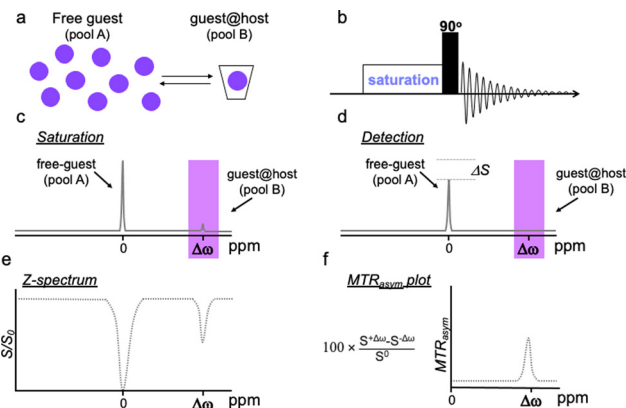 a
Free guest
(pool A)
guest@host
(pool B)
b
90º
saturation
c
Saturation
free-guest
(pool A)
guest@host
(pool B)
0
Δω
ppm
d
Detection
free-guest
(pool A)
ΔS
guest@host
(pool B)
0
Δω
ppm
e
Z-spectrum
S/S0
0
Δω
ppm
f
MTRasym plot
100 × S+Δω-S-Δω
S0
MTRasym
0
Δω
ppm